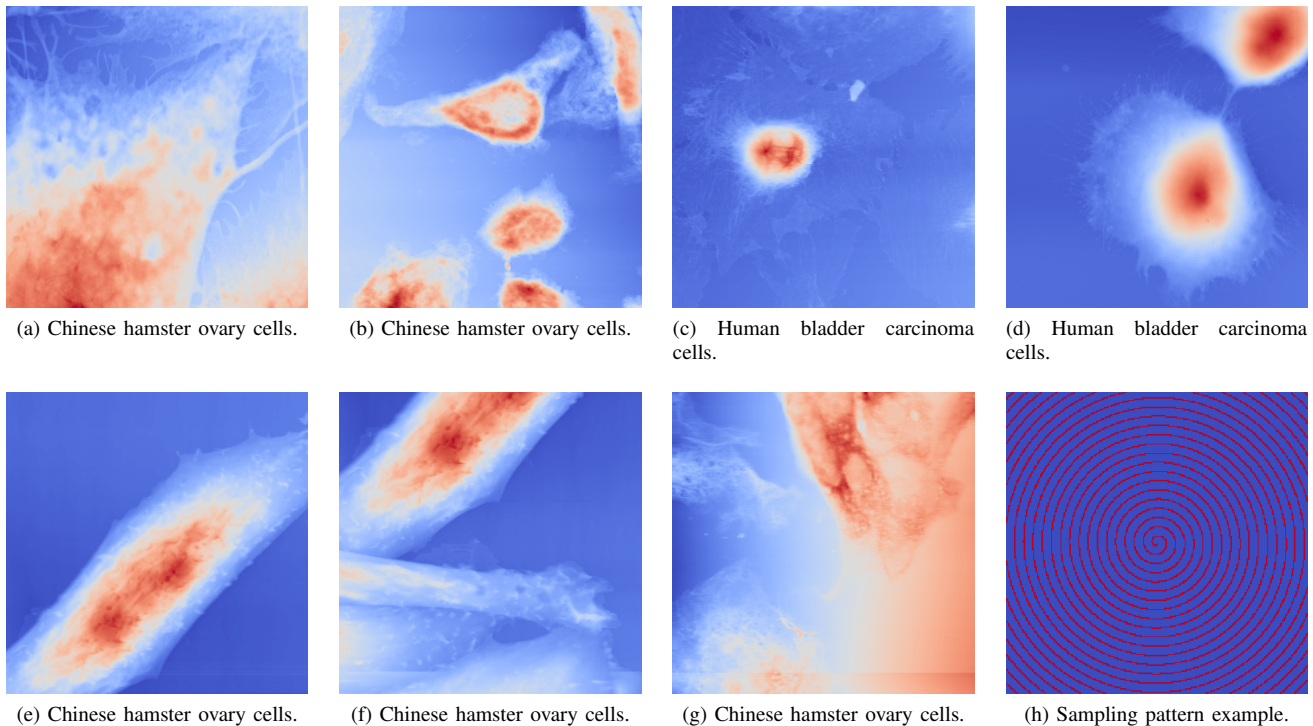 (a) Chinese hamster ovary cells.
(b) Chinese hamster ovary cells.
(c) Human bladder carcinoma
cells.
(d) Human bladder carcinoma
cells.
(e) Chinese hamster ovary cells.
(f) Chinese hamster ovary cells.
(g) Chinese hamster ovary cells.
(h) Sampling pattern example.